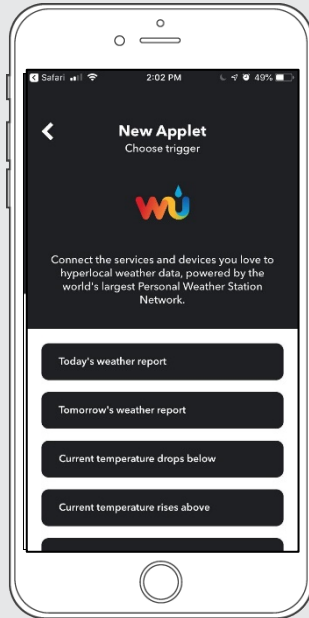 Safari 2:02 PM 49%
New Applet
Choose trigger
wu
Connect the services and devices you love to
hyperlocal weather data, powered by the
world's largest Personal Weather Station
Network.
Today's weather report
Tomorrow's weather report
Current temperature drops below
Current temperature rises above